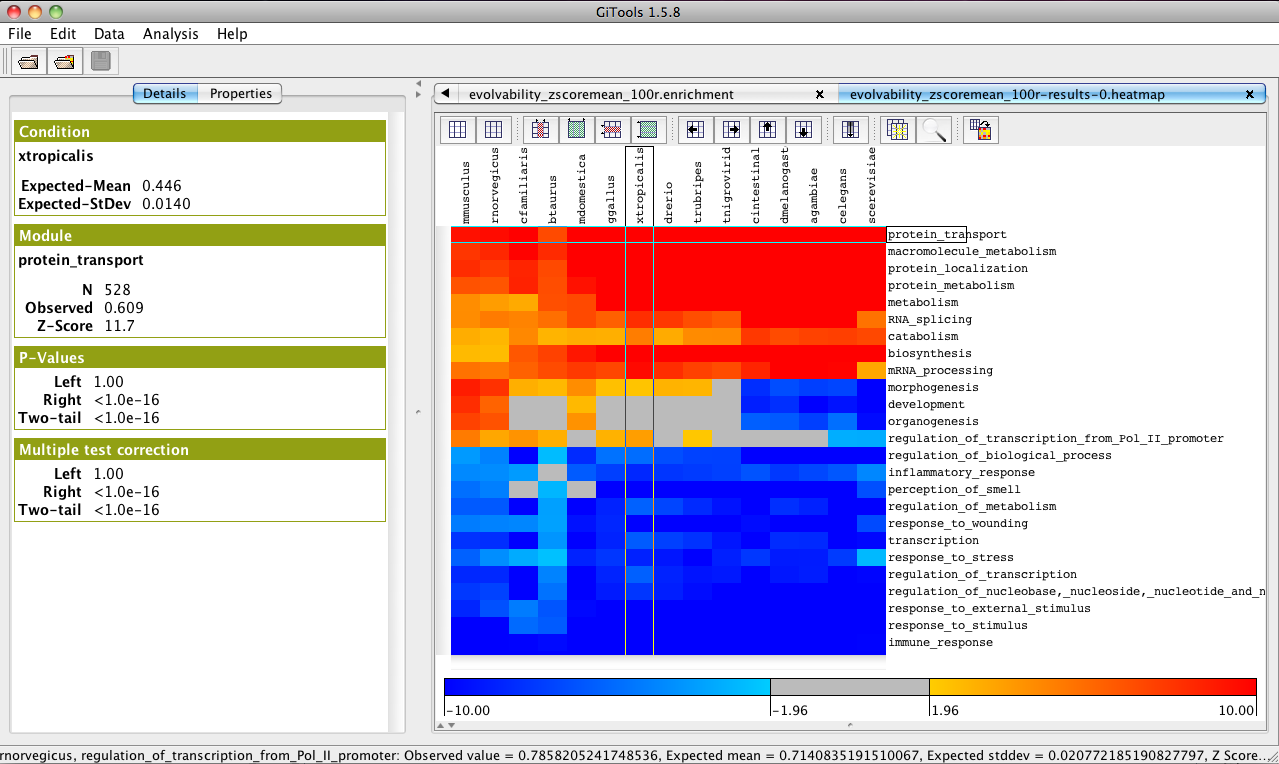 GiTools 1.5.8
File Edit Data Analysis Help
Details Properties
Condition
xtropicalis
Expected-Mean 0.446
Expected-StDev 0.0140
Module
protein_transport
N 528
Observed 0.609
Z-Score 11.7
P-Values
Left 1.00
Right <1.0e-16
Two-tail <1.0e-16
Multiple test correction
Left 1.00
Right <1.0e-16
Two-tail <1.0e-16
evolvability_zscoremean_100r.enrichment
evolvability_zscoremean_100r-results-0.heatmap
mmusculus
rnorvegicus
cfamiliaris
btaurus
mdomestica
ggallus
xtropicalis
drerio
trubripes
tnigrovirid
cintestinal
dmelanogast
agambiae
celegans
scerevisiae
protein_transport
macromolecule_metabolism
protein_localization
protein_metabolism
metabolism
RNA_splicing
catabolism
biosynthesis
mRNA_processing
morphogenesis
development
organogenesis
regulation_of_transcription_from_Pol_II_promoter
regulation_of_biological_process
inflammatory_response
perception_of_smell
regulation_of_metabolism
response_to_wounding
transcription
response_to_stress
regulation_of_transcription
regulation_of_nucleobase,_nucleoside,_nucleotide_and_n
response_to_external_stimulus
response_to_stimulus
immune_response
-10.00 -1.96 1.96 10.00
rnorvegicus, regulation_of_transcription_from_Pol_II_promoter: Observed value = 0.7858205241748536, Expected mean = 0.7140835191510067, Expected stddev = 0.020772185190827797, Z Score...